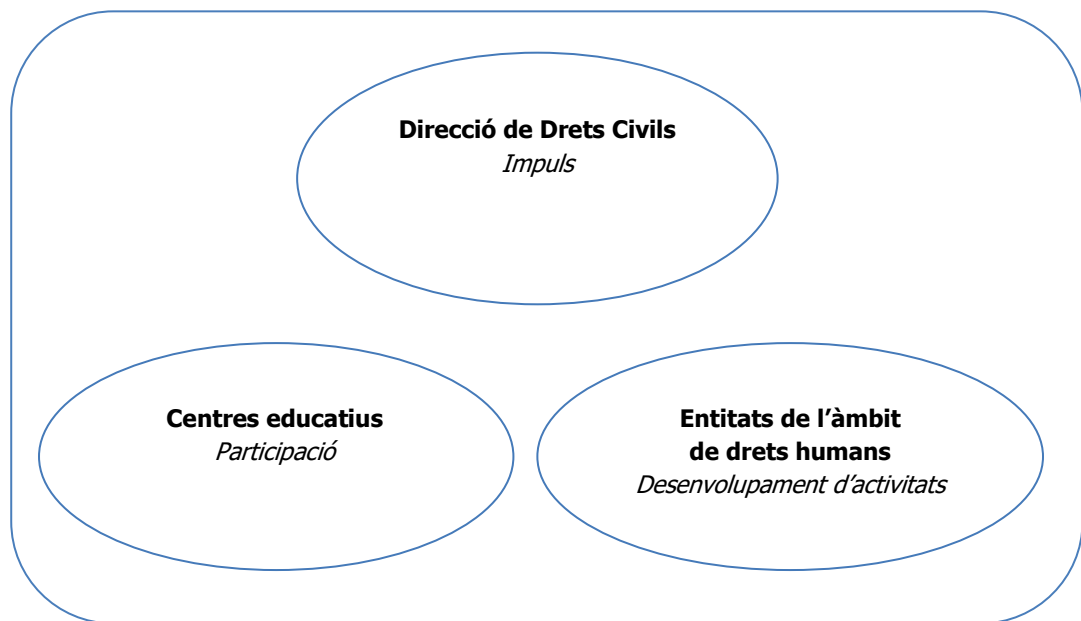 Direcció de Drets Civils
Impuls
Centres educatius
Participació
Entitats de l’àmbit
de drets humans
Desenvolupament d’activitats